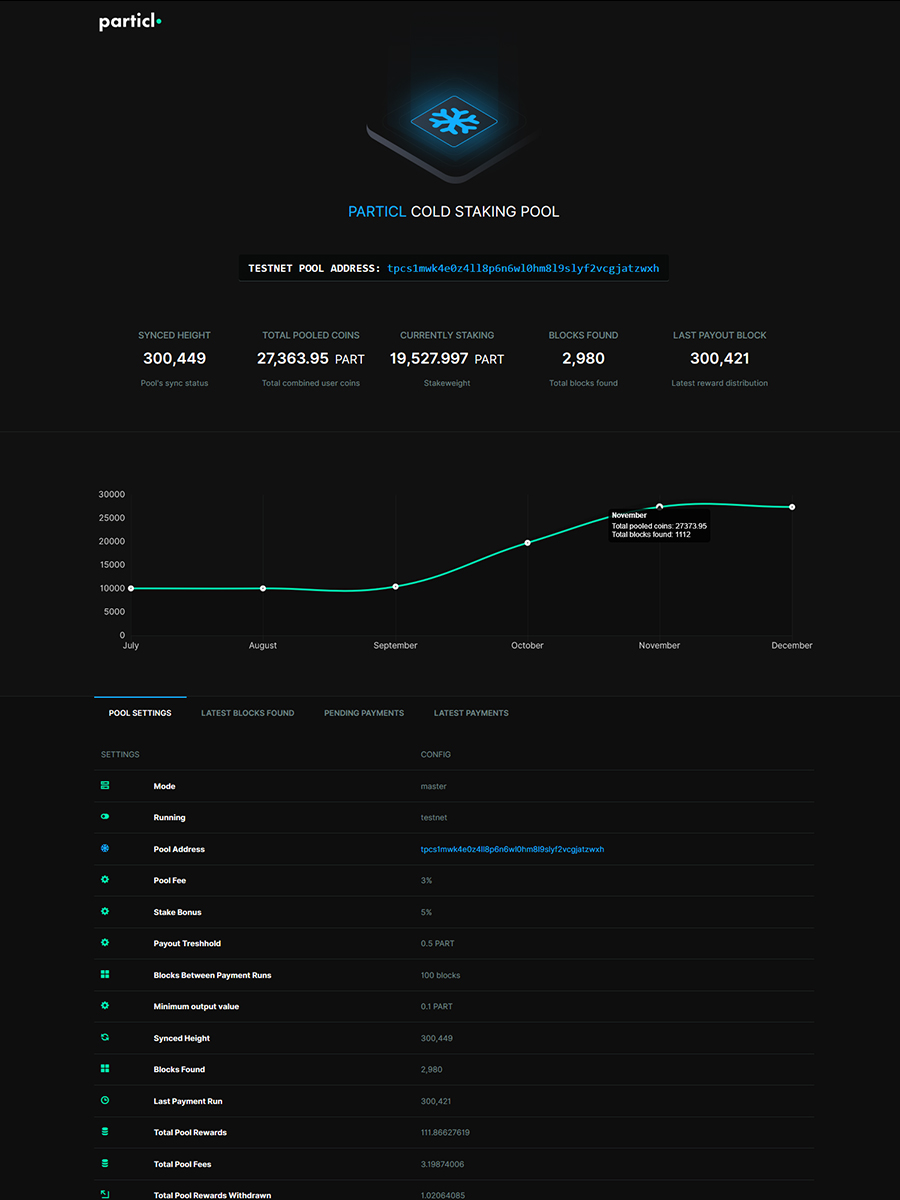 particl
PARTICL COLD STAKING POOL
TESTNET POOL ADDRESS: tpcs1mwk4e0z4ll8p6n6wl0hm8l9slyf2vcgjatzwxh
SYNCED HEIGHT TOTAL POOLED COINS CURRENTLY STAKING BLOCKS FOUND LAST PAYOUT BLOCK
300,449 27,363.95 PART 19,527.997 PART 2,980 300,421
Pool's sync status Total combined user coins Stakeweight Total blocks found Latest reward distribution
30000
25000
20000
15000
10000
5000
0
November
Total pooled coins: 27373.95
Total blocks found: 1112
July August September October November December
POOL SETTINGS LATEST BLOCKS FOUND PENDING PAYMENTS LATEST PAYMENTS
SETTINGS CONFIG
Mode master
Running testnet
Pool Address tpcs1mwk4e0z4ll8p6n6wl0hm8l9slyf2vcgjatzwxh
Pool Fee 3%
Stake Bonus 5%
Payout Treshhold 0.5 PART
Blocks Between Payment Runs 100 blocks
Minimum output value 0.1 PART
Synced Height 300,449
Blocks Found 2,980
Last Payment Run 300,421
Total Pool Rewards 111.86627619
Total Pool Fees 3.19874006
Total Pool Rewards Withdrawn 1.02064085